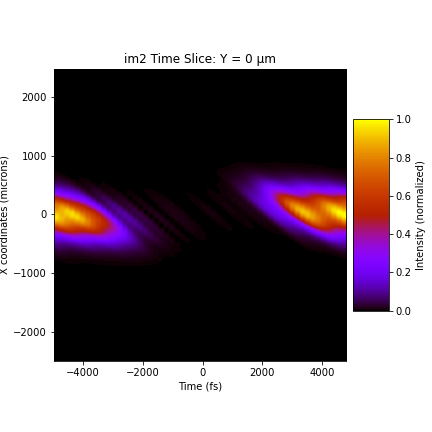 im2 Time Slice: Y = 0 μm
2000
1000
0
−1000
−2000
X coordinates (microns)
−4000 −2000 0 2000 4000
Time (fs)
1.0
0.8
0.6
0.4
0.2
0.0
Intensity (normalized)